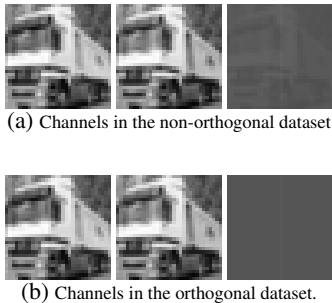 (a) Channels in the non-orthogonal dataset
(b) Channels in the orthogonal dataset.